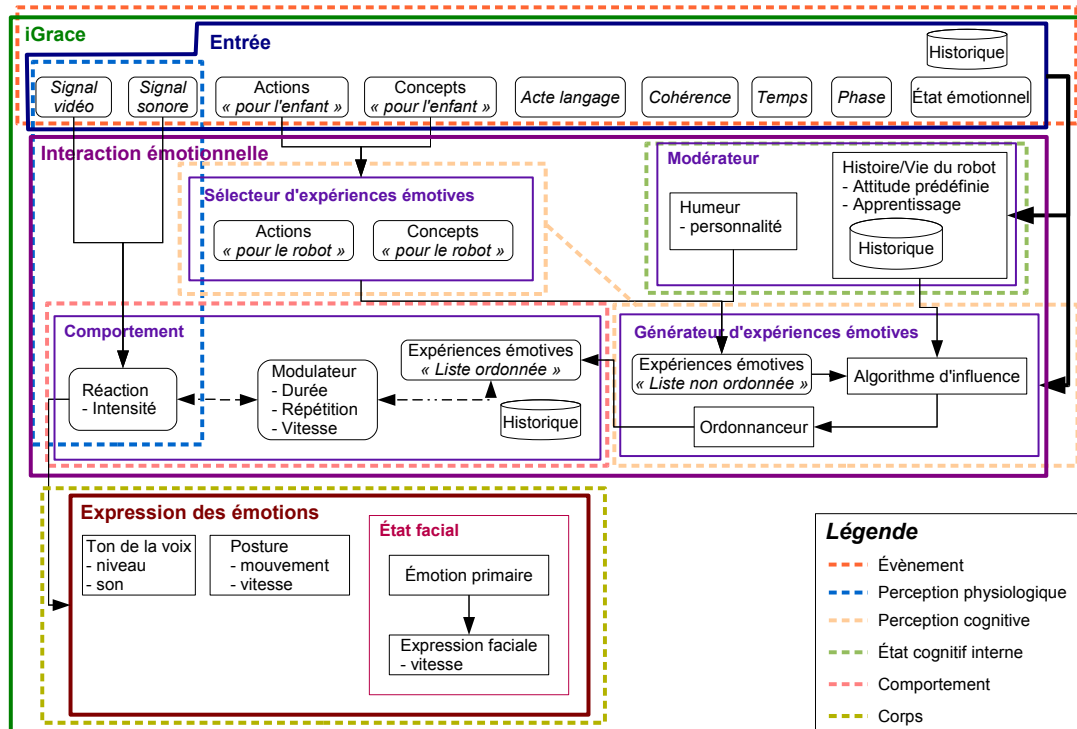 iGrace
Entrée
Historique
Signal
vidéo
Signal
sonore
Actions
« pour l'enfant »
Concepts
« pour l'enfant »
Acte langage
Cohérence
Temps
Phase
État émotionnel
Interaction émotionnelle
Sélecteur d'expériences émotives
Actions
« pour le robot »
Concepts
« pour le robot »
Modérateur
Humeur
- personnalité
Histoire/Vie du robot
- Attitude prédéfinie
- Apprentissage
Historique
Comportement
Réaction
- Intensité
Modulateur
- Durée
- Répétition
- Vitesse
Expériences émotives
« Liste ordonnée »
Historique
Générateur d'expériences émotives
Expériences émotives
« Liste non ordonnée »
Algorithme d'influence
Ordonnanceur
Expression des émotions
Ton de la voix
- niveau
- son
Posture
- mouvement
- vitesse
État facial
Émotion primaire
Expression faciale
- vitesse
Légende
Évènement
Perception physiologique
Perception cognitive
État cognitif interne
Comportement
Corps